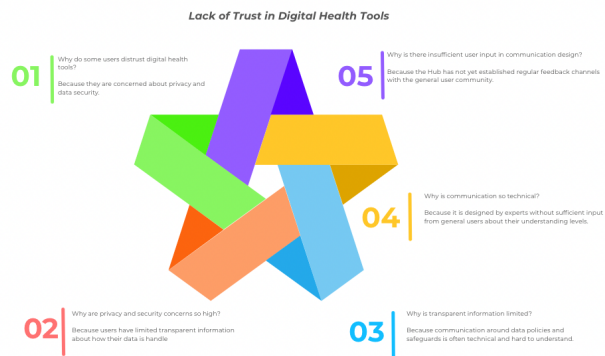 Lack of Trust in Digital Health Tools
01
Why do some users distrust digital health
tools?
Because they are concerned about privacy and
data security.
05
Why is there insufficient user input in communication design?
Because the Hub has not yet established regular feedback channels
with the general user community.
04
Why is communication so technical?
Because it is designed by experts without sufficient input
from general users about their understanding levels.
02
Why are privacy and security concerns so high?
Because users have limited transparent information
about how their data is handle
03
Why is transparent information limited?
Because communication around data policies and
safeguards is often technical and hard to understand.